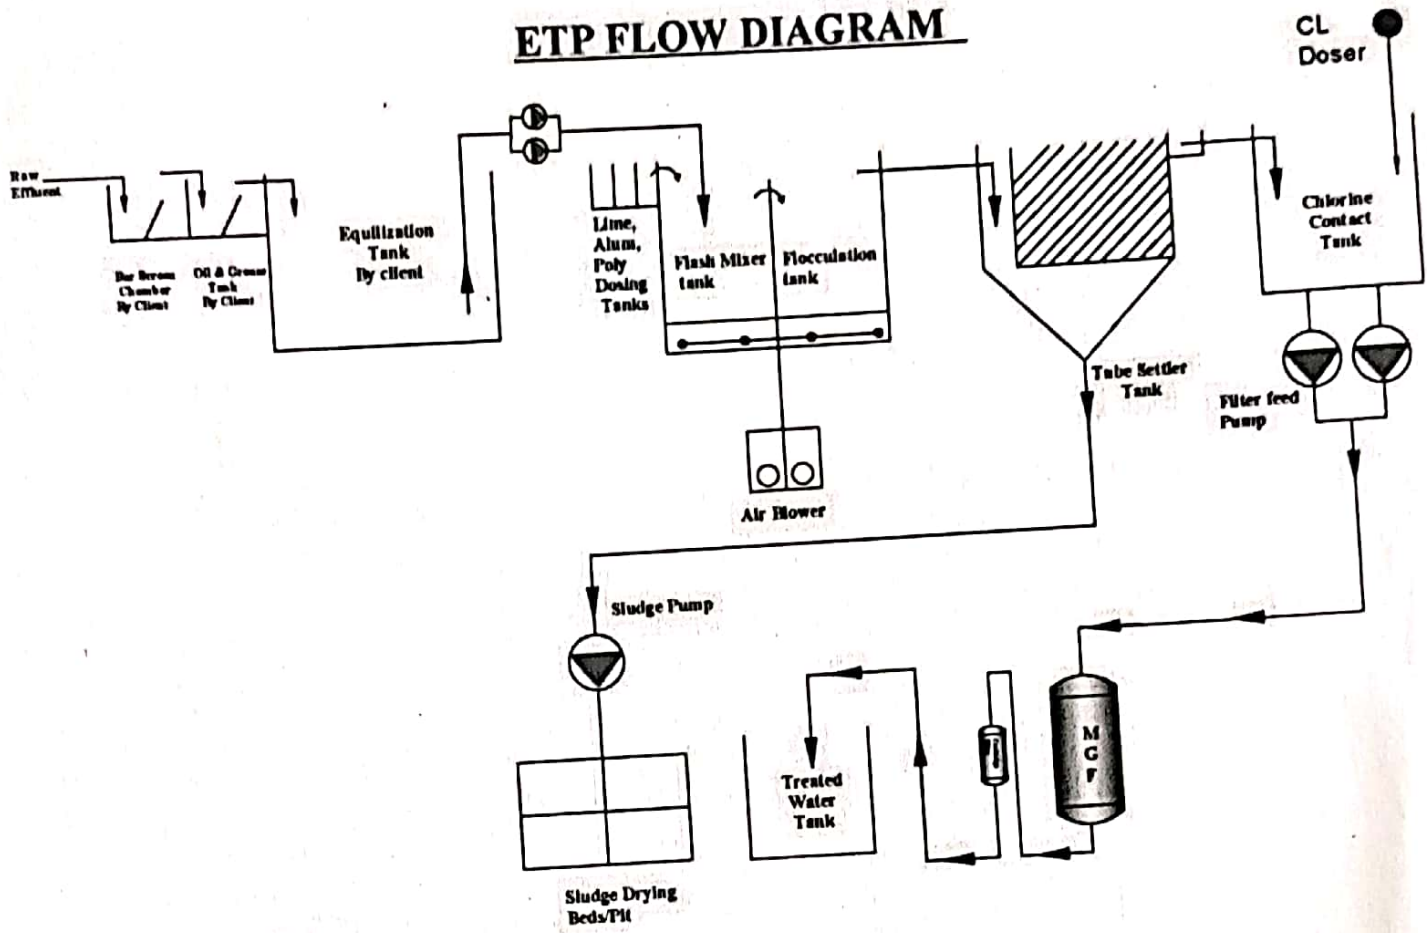 ETP FLOW DIAGRAM
CL
Doser
Raw
Effluent
Bar Screen
Chamber
By Client
Oil & Grease
Tank
By Client
Equilization
Tank
By client
Lime,
Alum,
Poly
Dosing
Tanks
Flash Mixer
tank
Flocculation
tank
Air Blower
Tube Settler
Tank
Chlorine
Contact
Tank
Filter feed
Pump
Sludge Pump
Sludge Drying
Beds/Pit
Treated
Water
Tank
M
G
F